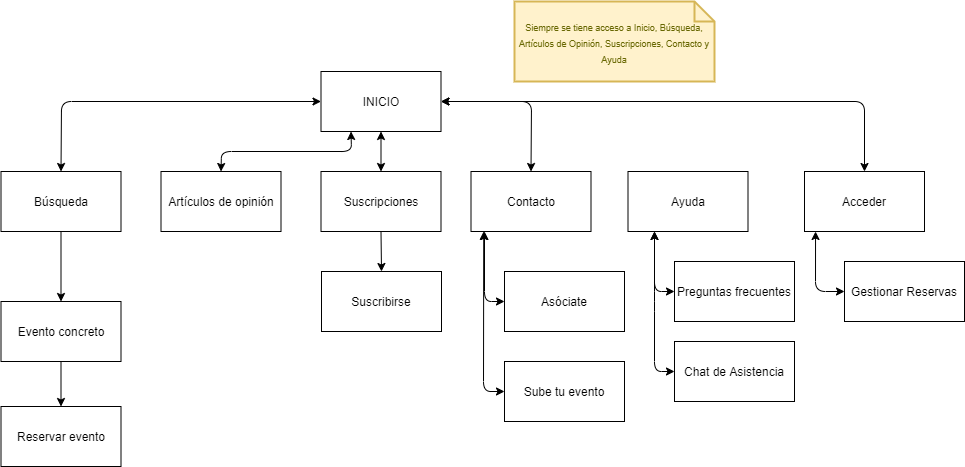 Siempre se tiene acceso a Inicio, Búsqueda,
Artículos de Opinión, Suscripciones, Contacto y
Ayuda
INICIO
Búsqueda
Artículos de opinión
Suscripciones
Contacto
Ayuda
Acceder
Evento concreto
Suscribirse
Asóciate
Preguntas frecuentes
Gestionar Reservas
Reservar evento
Sube tu evento
Chat de Asistencia